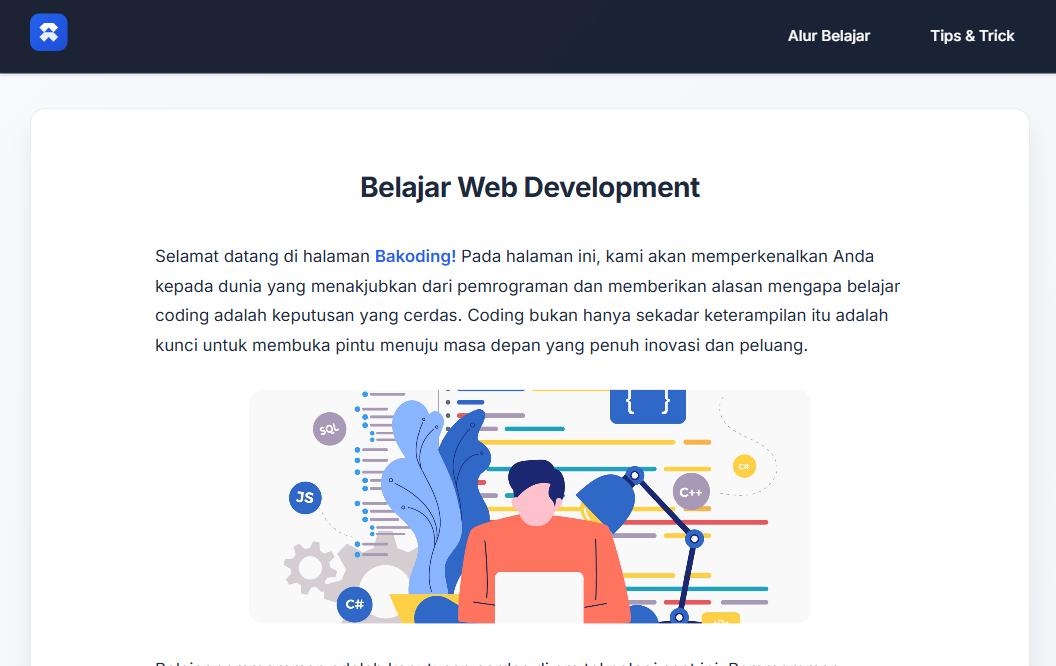 Alur Belajar
Tips & Trick
Belajar Web Development
Selamat datang di halaman Bakoding! Pada halaman ini, kami akan memperkenalkan Anda
kepada dunia yang menakjubkan dari pemrograman dan memberikan alasan mengapa belajar
coding adalah keputusan yang cerdas. Coding bukan hanya sekadar keterampilan itu adalah
kunci untuk membuka pintu menuju masa depan yang penuh inovasi dan peluang.
{ }
SQL
C#
JS
C++
C#